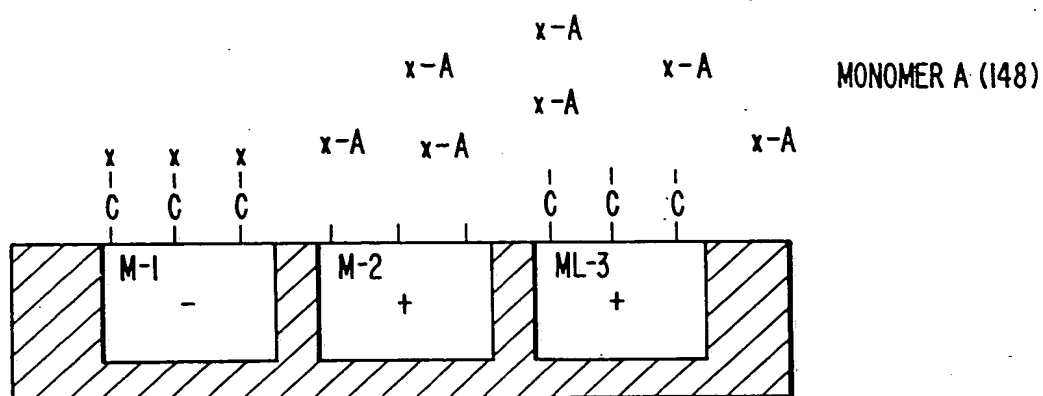 x-A
x-A
x-A
MONOMER A (148)
x-A
x-A
x-A
x-A
x x x
C C C
C C C
M-1
-
M-2
+
ML-3
+